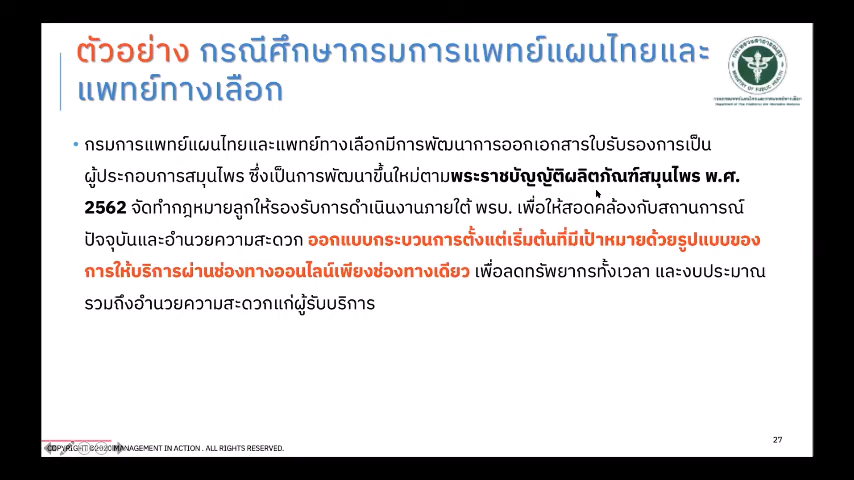 ตัวอย่าง กรณีศึกษากรมการแพทย์แผนไทยและ
แพทย์ทางเลือก
• กรมการแพทย์แผนไทยและแพทย์ทางเลือกมีการพัฒนาการออกเอกสารใบรับรองการเป็น
ผู้ประกอบการสมุนไพร ซึ่งเป็นการพัฒนาขึ้นใหม่ตามพระราชบัญญัติผลิตภัณฑ์สมุนไพร พ.ศ.
2562 จัดทำกฎหมายลูกให้รองรับการดำเนินงานภายใต้ พรบ. เพื่อให้สอดคล้องกับสถานการณ์
ปัจจุบันและอำนวยความสะดวก ออกแบบกระบวนการตั้งแต่เริ่มต้นที่มีเป้าหมายด้วยรูปแบบของ
การให้บริการผ่านช่องทางออนไลน์เพียงช่องทางเดียว เพื่อลดทรัพยากรทั้งเวลา และงบประมาณ
รวมถึงอำนวยความสะดวกแก่ผู้รับบริการ
27
COPYRIGHT ©2020 MANAGEMENT IN ACTION . ALL RIGHTS RESERVED.